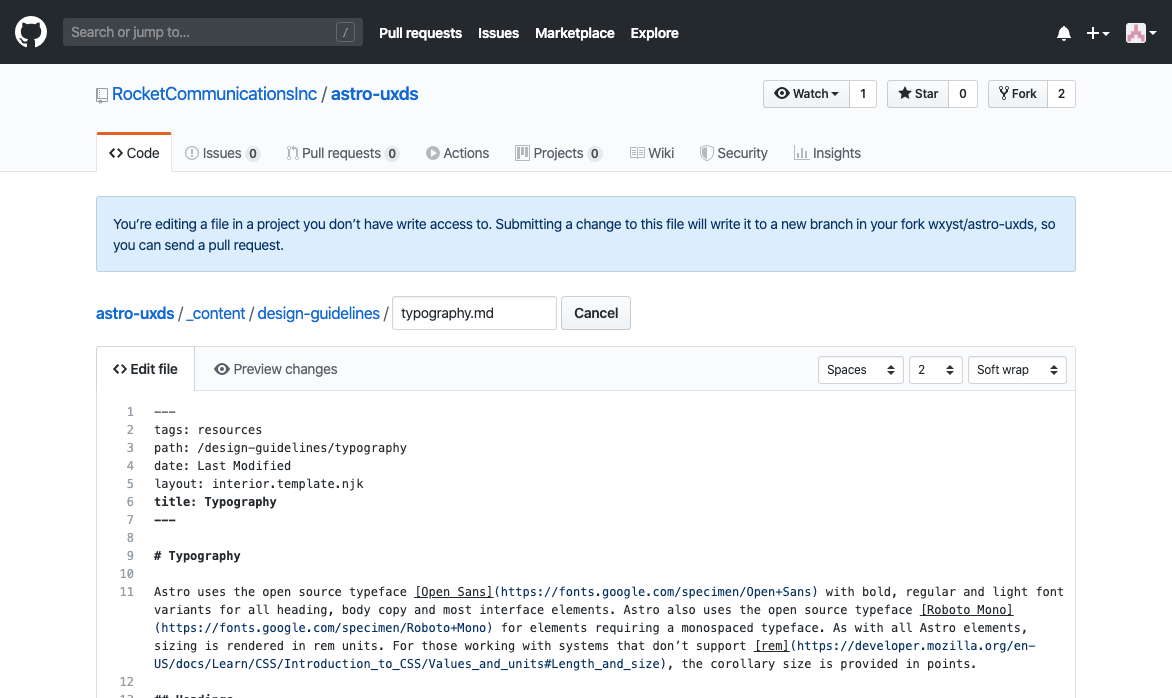 Search or jump to... /
Pull requests Issues Marketplace Explore
RocketCommunicationsInc / astro-uxds
Watch 1 Star 0 Fork 2
Code Issues 0 Pull requests 0 Actions Projects 0 Wiki Security Insights
You’re editing a file in a project you don’t have write access to. Submitting a change to this file will write it to a new branch in your fork wxyst/astro-uxds, so
you can send a pull request.
astro-uxds / _content / design-guidelines / typography.md Cancel
Edit file Preview changes Spaces 2 Soft wrap
1 ---
2 tags: resources
3 path: /design-guidelines/typography
4 date: Last Modified
5 layout: interior.template.njk
6 title: Typography
7 ---
8
9 # Typography
10
11 Astro uses the open source typeface [Open Sans](https://fonts.google.com/specimen/Open+Sans) with bold, regular and light font
variants for all heading, body copy and most interface elements. Astro also uses the open source typeface [Roboto Mono]
(https://fonts.google.com/specimen/Roboto+Mono) for elements requiring a monospaced typeface. As with all Astro elements,
sizing is rendered in rem units. For those working with systems that don’t support [rem](https://developer.mozilla.org/en-
US/docs/Learn/CSS/Introduction_to_CSS/Values_and_units#Length_and_size), the corollary size is provided in points.
12
13 ## Headings